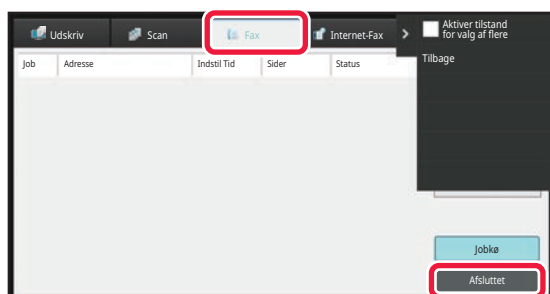 Udskriv Scan Fax Internet-Fax
Aktiver tilstand
for valg af flere
Job Adresse Indstil Tid Sider Status
Tilbage
Jobkø
Afsluttet